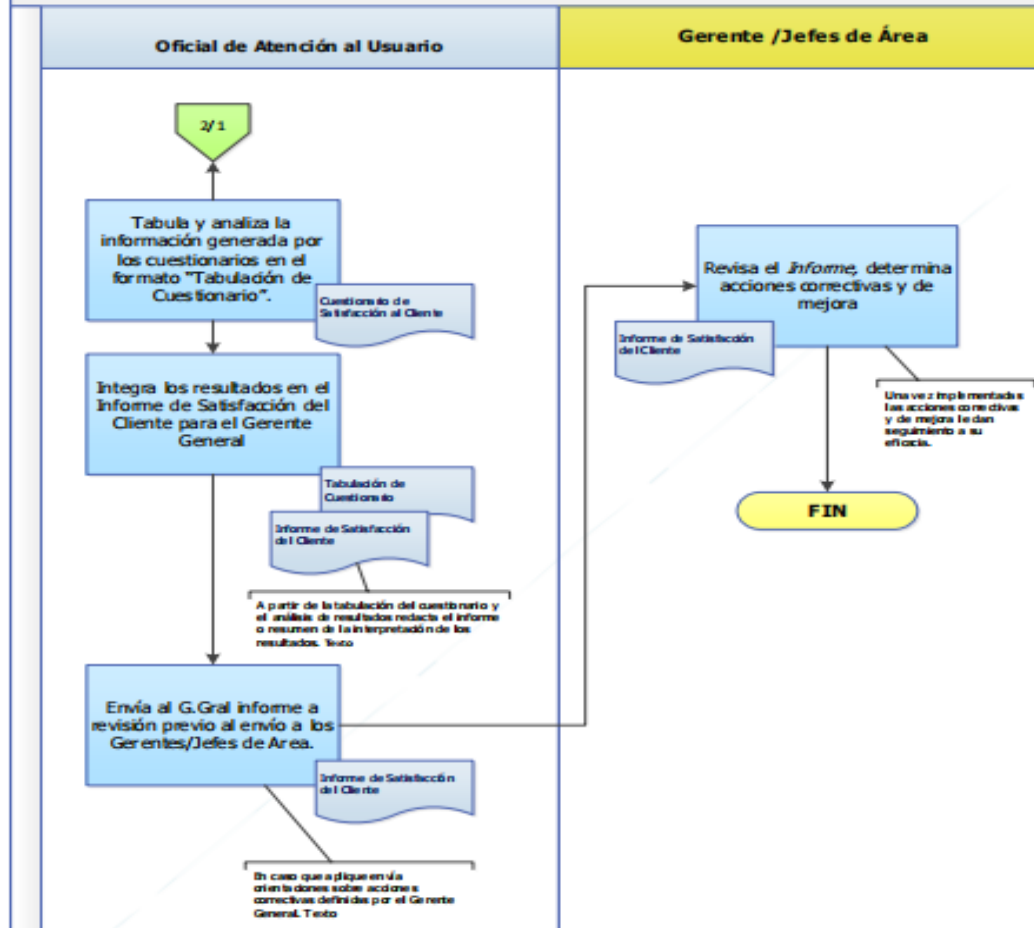 Oficial de Atención al Usuario
Gerente /Jefes de Área
2/1
Tabula y analiza la
información generada por
los cuestionarios en el
formato "Tabulación de
Cuestionario".
Cuestionario de
Satisfacción al Cliente
Integra los resultados en el
Informe de Satisfacción del
Cliente para el Gerente
General
Tabulación de
Cuestionario
Informe de Satisfacción
del Cliente
A partir de la tabulación del cuestionario y
el análisis de resultados redacta el informe
o resumen de la interpretación de los
resultados. Texto
Envía al G.Gral informe a
revisión previo al envío a los
Gerentes/Jefes de Area.
Informe de Satisfacción
del Cliente
En caso que aplique envía
orientaciones sobre acciones
correctivas definidas por el Gerente
General. Texto
Revisa el Informe, determina
acciones correctivas y de
mejora
Informe de Satisfacción
del Cliente
Una vez implementadas
las acciones correctivas
y de mejora le dan
seguimiento a su
eficacia.
FIN